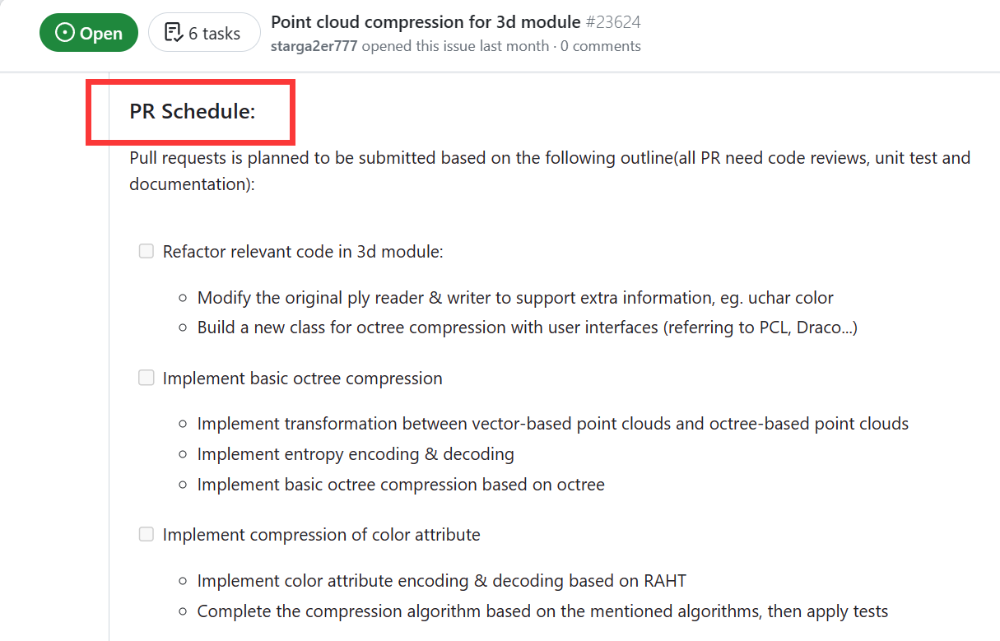 Open
6 tasks
Point cloud compression for 3d module #23624
starga2er777 opened this issue last month · 0 comments
PR Schedule:
Pull requests is planned to be submitted based on the following outline(all PR need code reviews, unit test and
documentation):
Refactor relevant code in 3d module:
Modify the original ply reader & writer to support extra information, eg. uchar color
Build a new class for octree compression with user interfaces (referring to PCL, Draco...)
Implement basic octree compression
Implement transformation between vector-based point clouds and octree-based point clouds
Implement entropy encoding & decoding
Implement basic octree compression based on octree
Implement compression of color attribute
Implement color attribute encoding & decoding based on RAHT
Complete the compression algorithm based on the mentioned algorithms, then apply tests